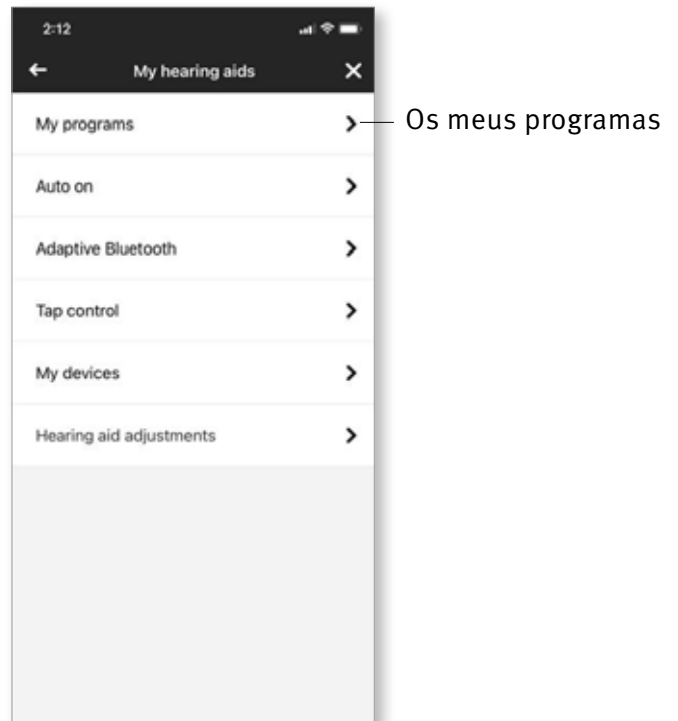 2:12
My hearing aids
My programs
Os meus programas
Auto on
Adaptive Bluetooth
Tap control
My devices
Hearing aid adjustments